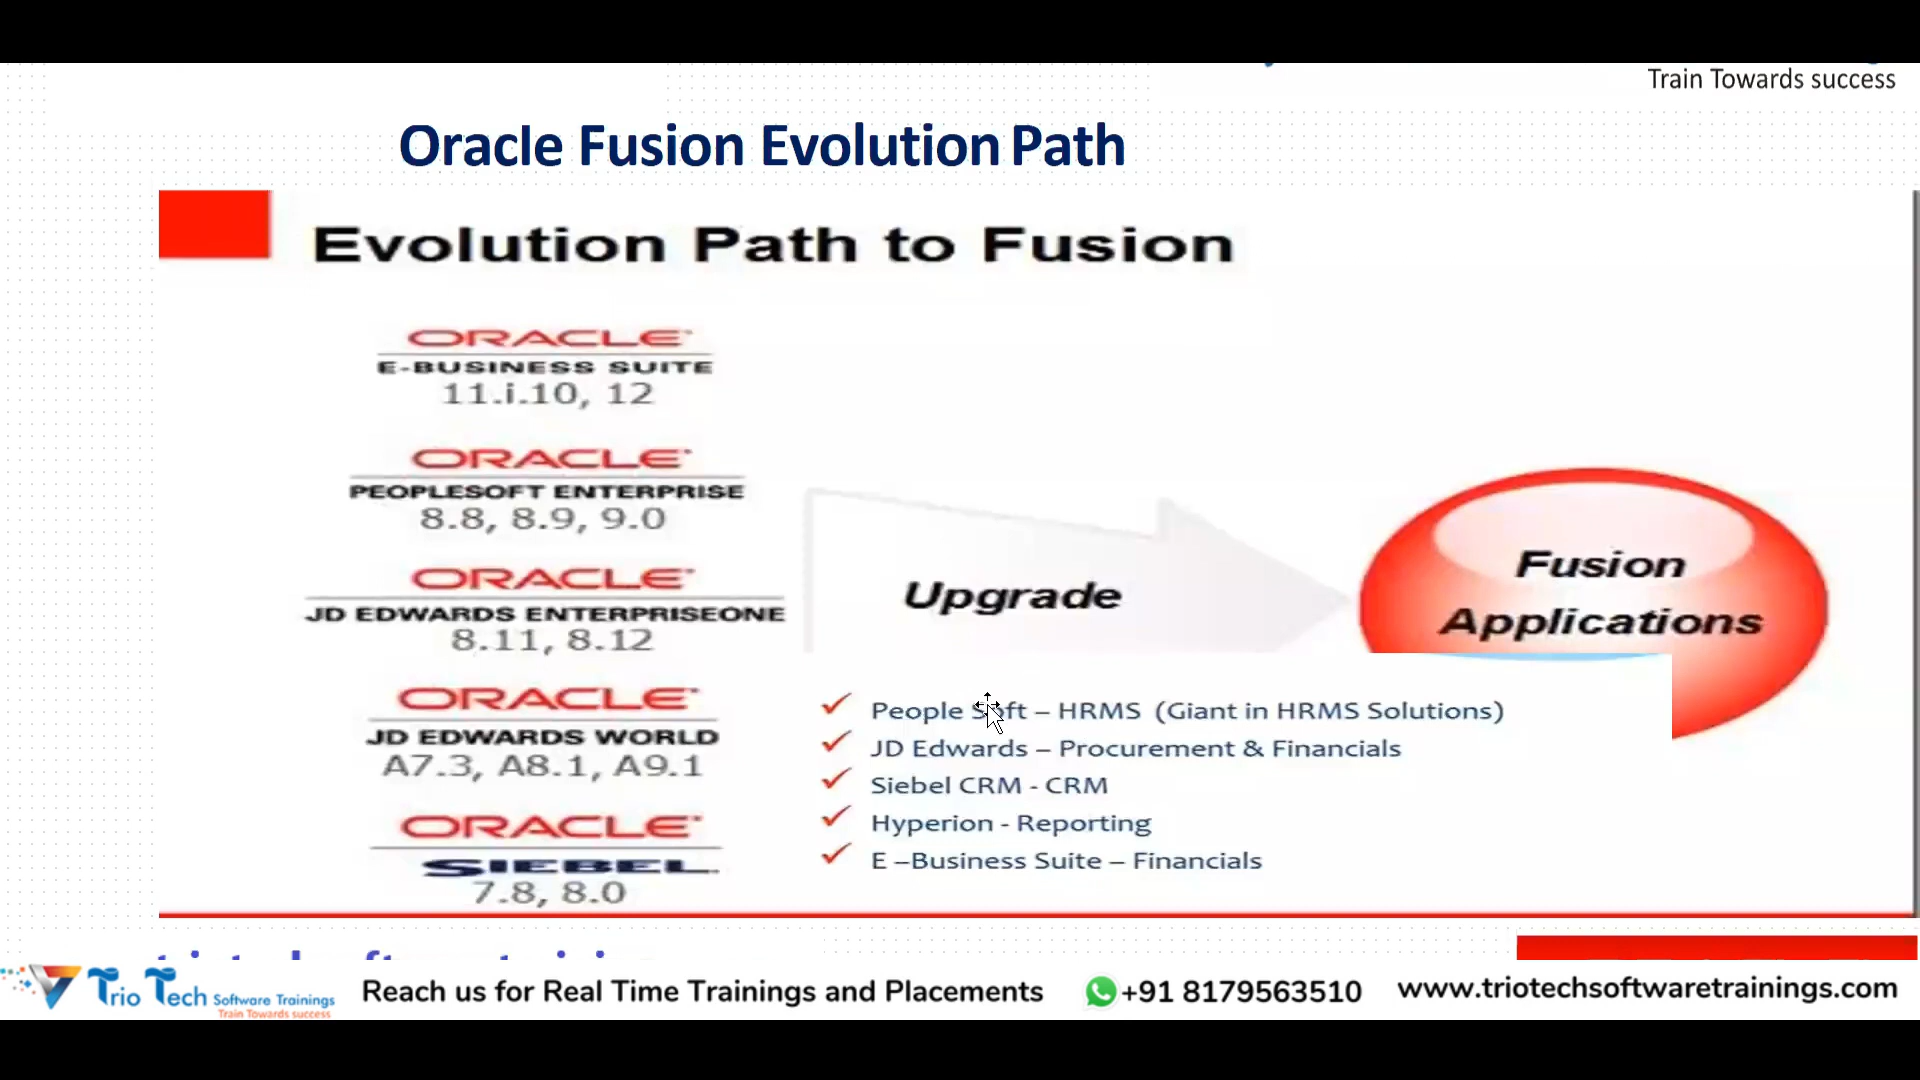 Train Towards success
Oracle Fusion Evolution Path
Evolution Path to Fusion
ORACLE
E-BUSINESS SUITE
11.i.10, 12
ORACLE
PEOPLESOFT ENTERPRISE
8.8, 8.9, 9.0
ORACLE
JD EDWARDS ENTERPRISEONE
8.11, 8.12
ORACLE
JD EDWARDS WORLD
A7.3, A8.1, A9.1
ORACLE
SIEBEL
7.8, 8.0
Upgrade
Fusion
Applications
People Soft – HRMS (Giant in HRMS Solutions)
JD Edwards – Procurement & Financials
Siebel CRM - CRM
Hyperion - Reporting
E –Business Suite – Financials
Trio Tech Software Trainings
Train Towards success
Reach us for Real Time Trainings and Placements
+91 8179563510
www.triotechsoftwaretrainings.com